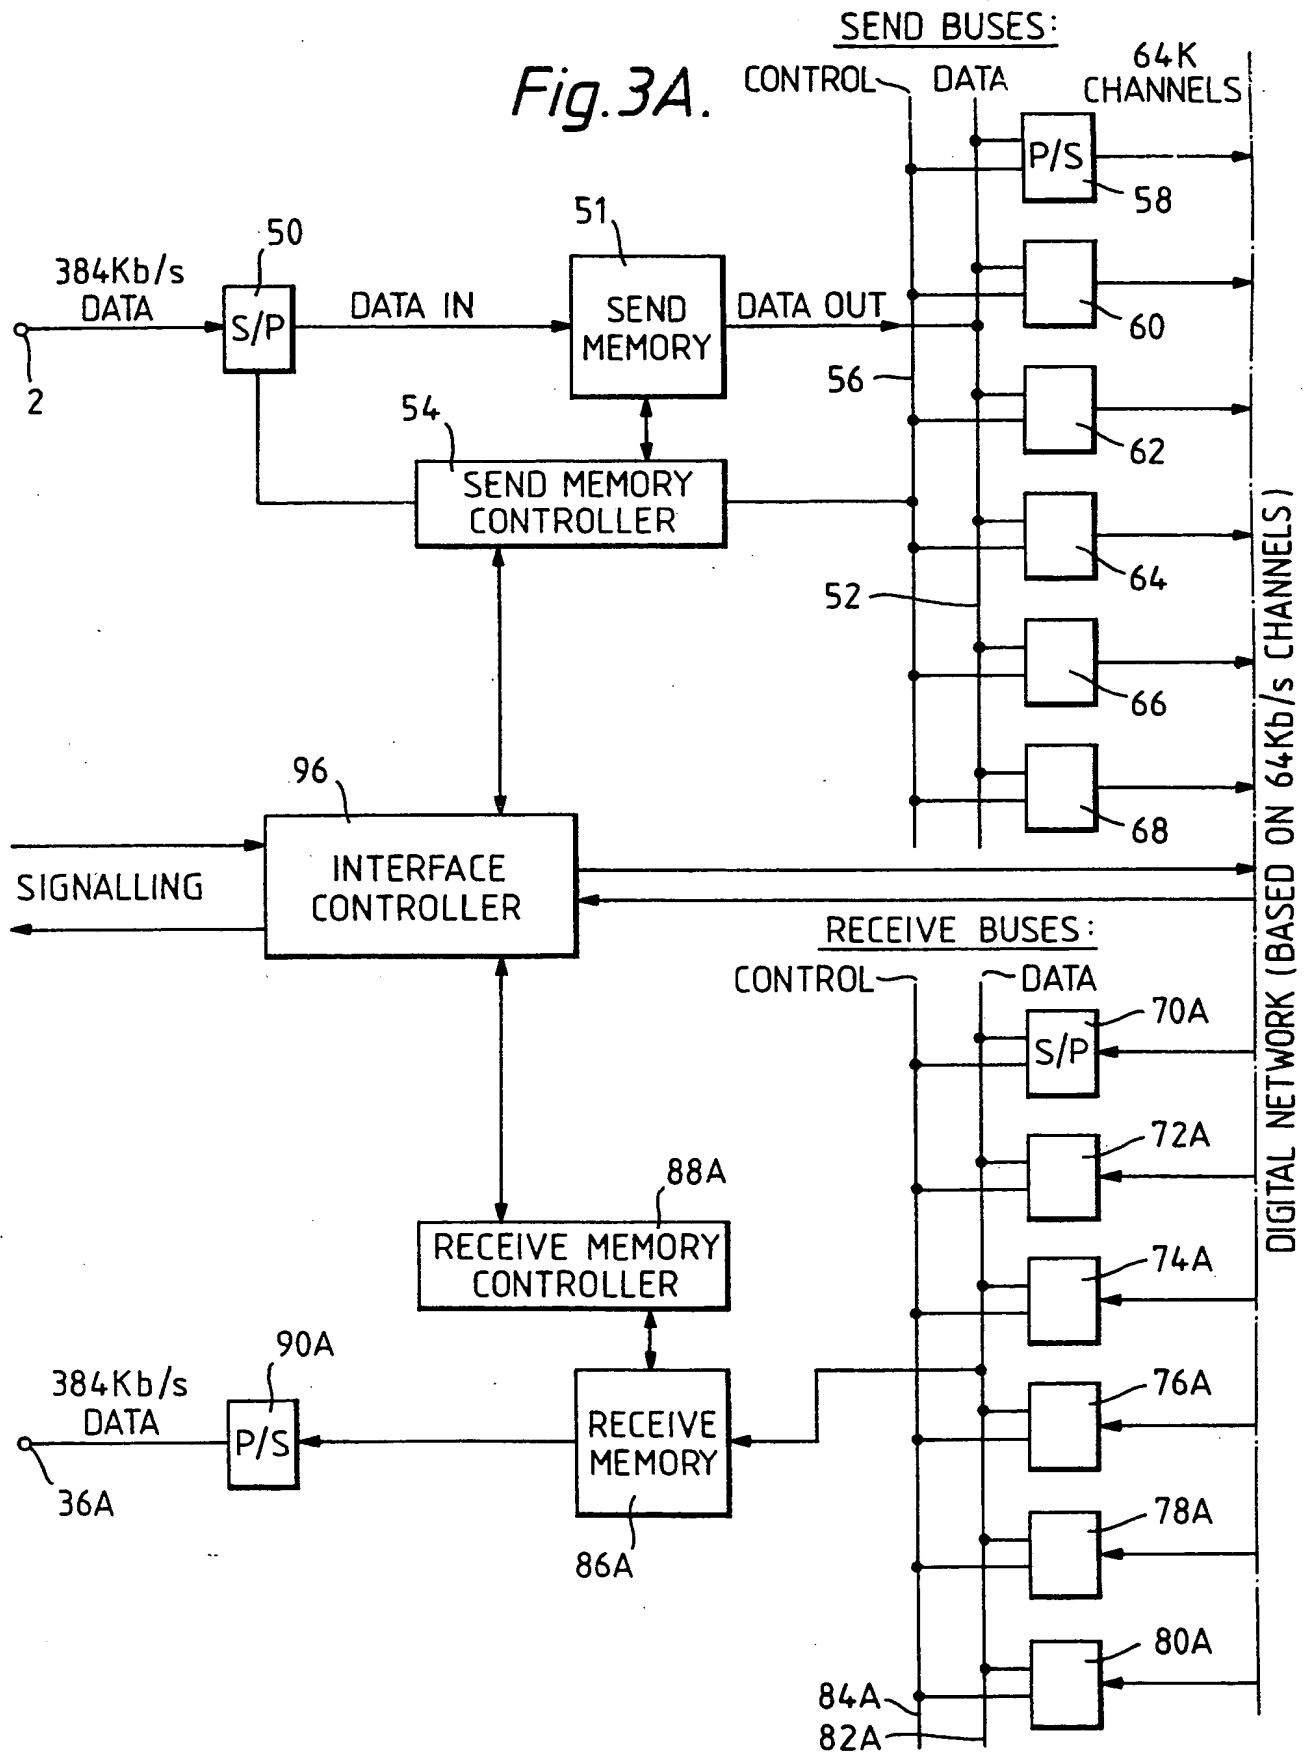 SEND BUSES:
Fig.3A.
CONTROL
DATA
64K
CHANNELS
P/S
58
51
50
384Kb/s
DATA
S/P
DATA IN
SEND
MEMORY
DATA OUT
60
2
56
54
62
SEND MEMORY
CONTROLLER
64
52
66
96
68
INTERFACE
CONTROLLER
SIGNALLING
DIGITAL NETWORK (BASED ON 64Kb/s CHANNELS)
RECEIVE BUSES:
CONTROL
DATA
70A
S/P
72A
88A
RECEIVE MEMORY
CONTROLLER
74A
90A
384Kb/s
DATA
P/S
RECEIVE
MEMORY
76A
36A
86A
78A
80A
84A
82A